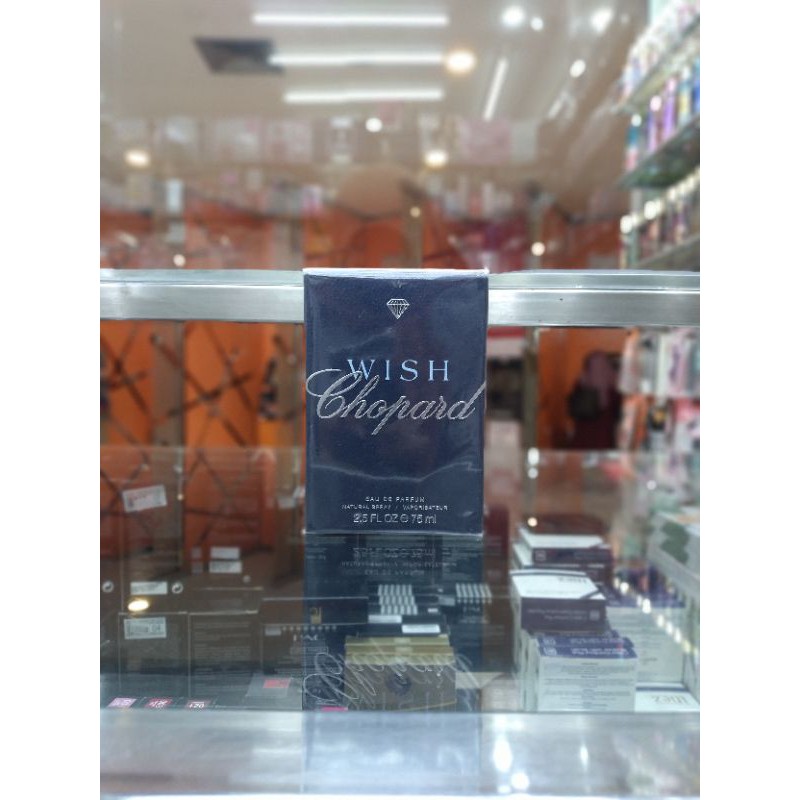 WISH
Chopard
EAU DE PARFUM
NATURAL SPRAY / VAPORISATEUR
2.5 FL OZ ℮ 75 ml